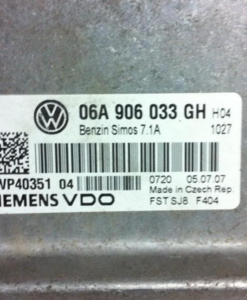 06A 906 033 GH H04
Benzin Simos 7.1A 1027
WP40351 04
0720 05.07.07
Made in Czech Rep.
SIEMENS VDO
FST SJ8 F404